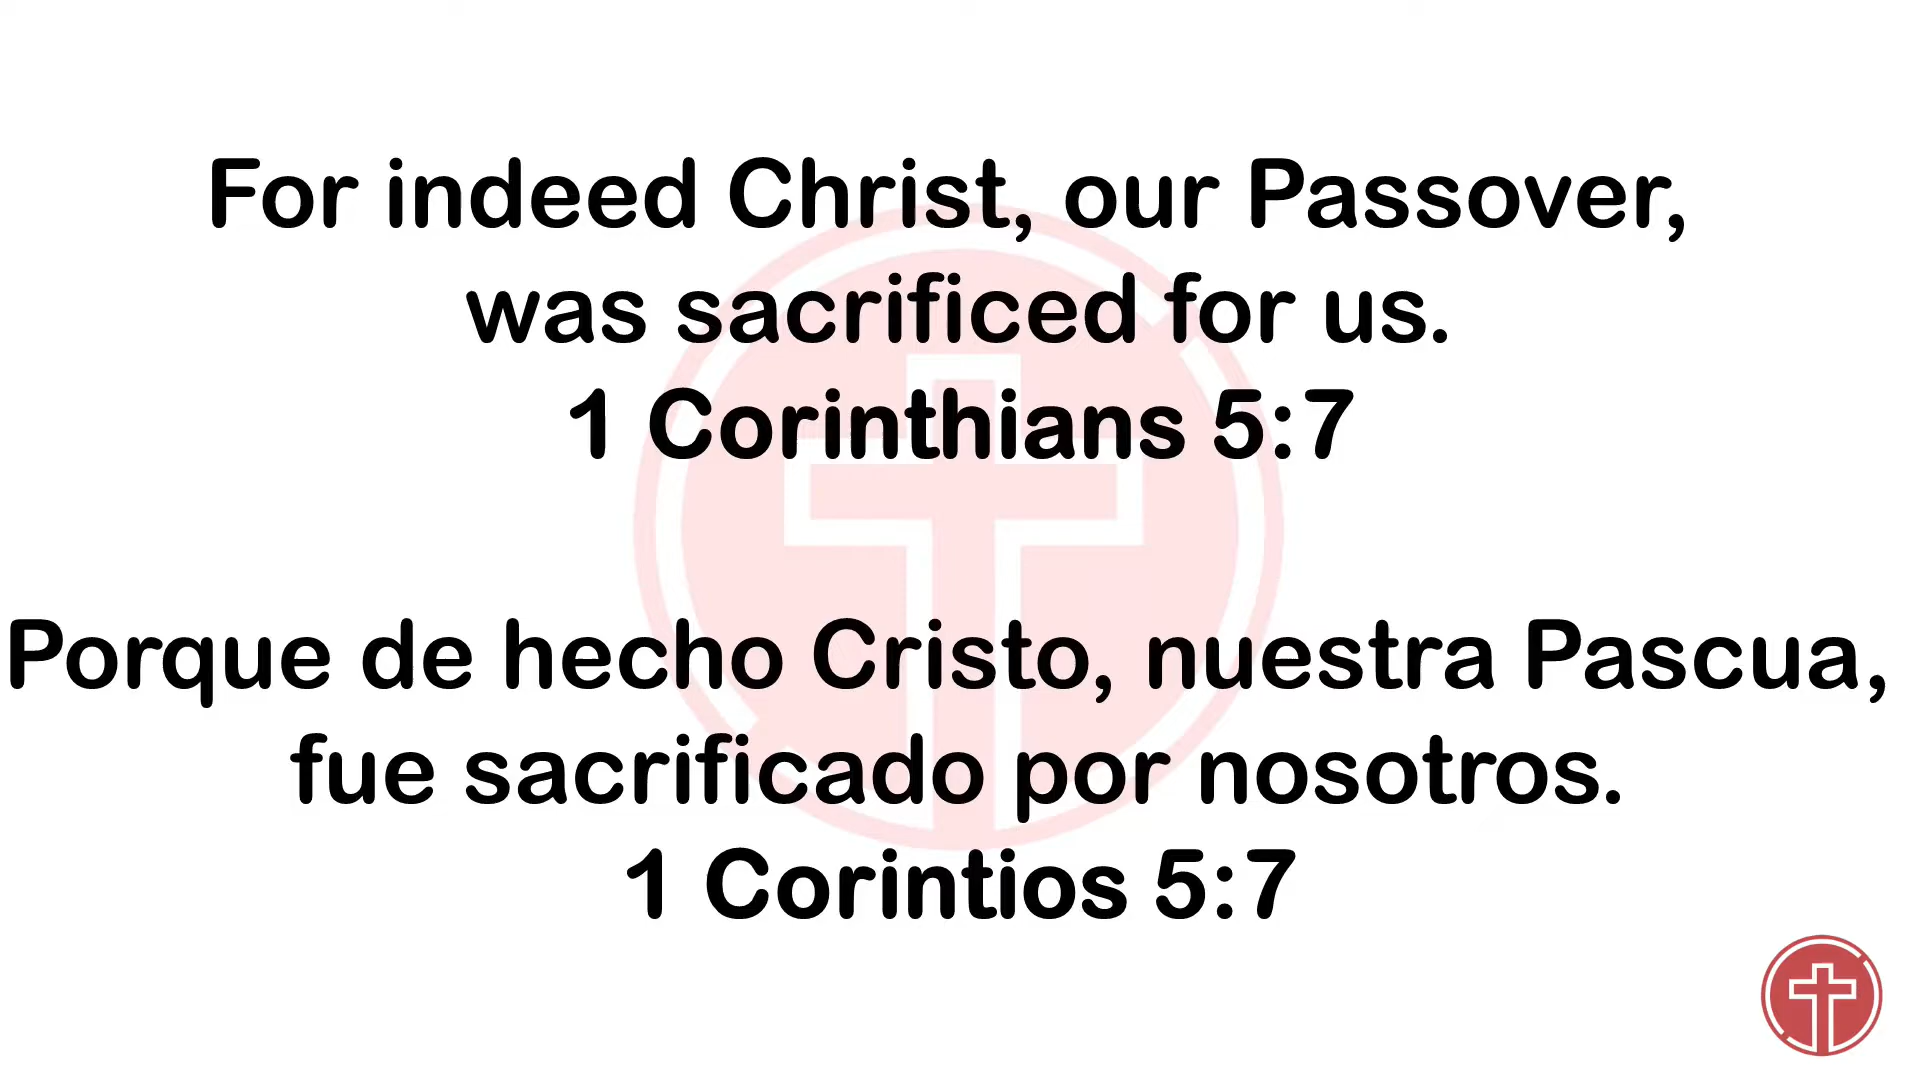 For indeed Christ, our Passover,
was sacrificed for us.
1 Corinthians 5:7
Porque de hecho Cristo, nuestra Pascua,
fue sacrificado por nosotros.
1 Corintios 5:7